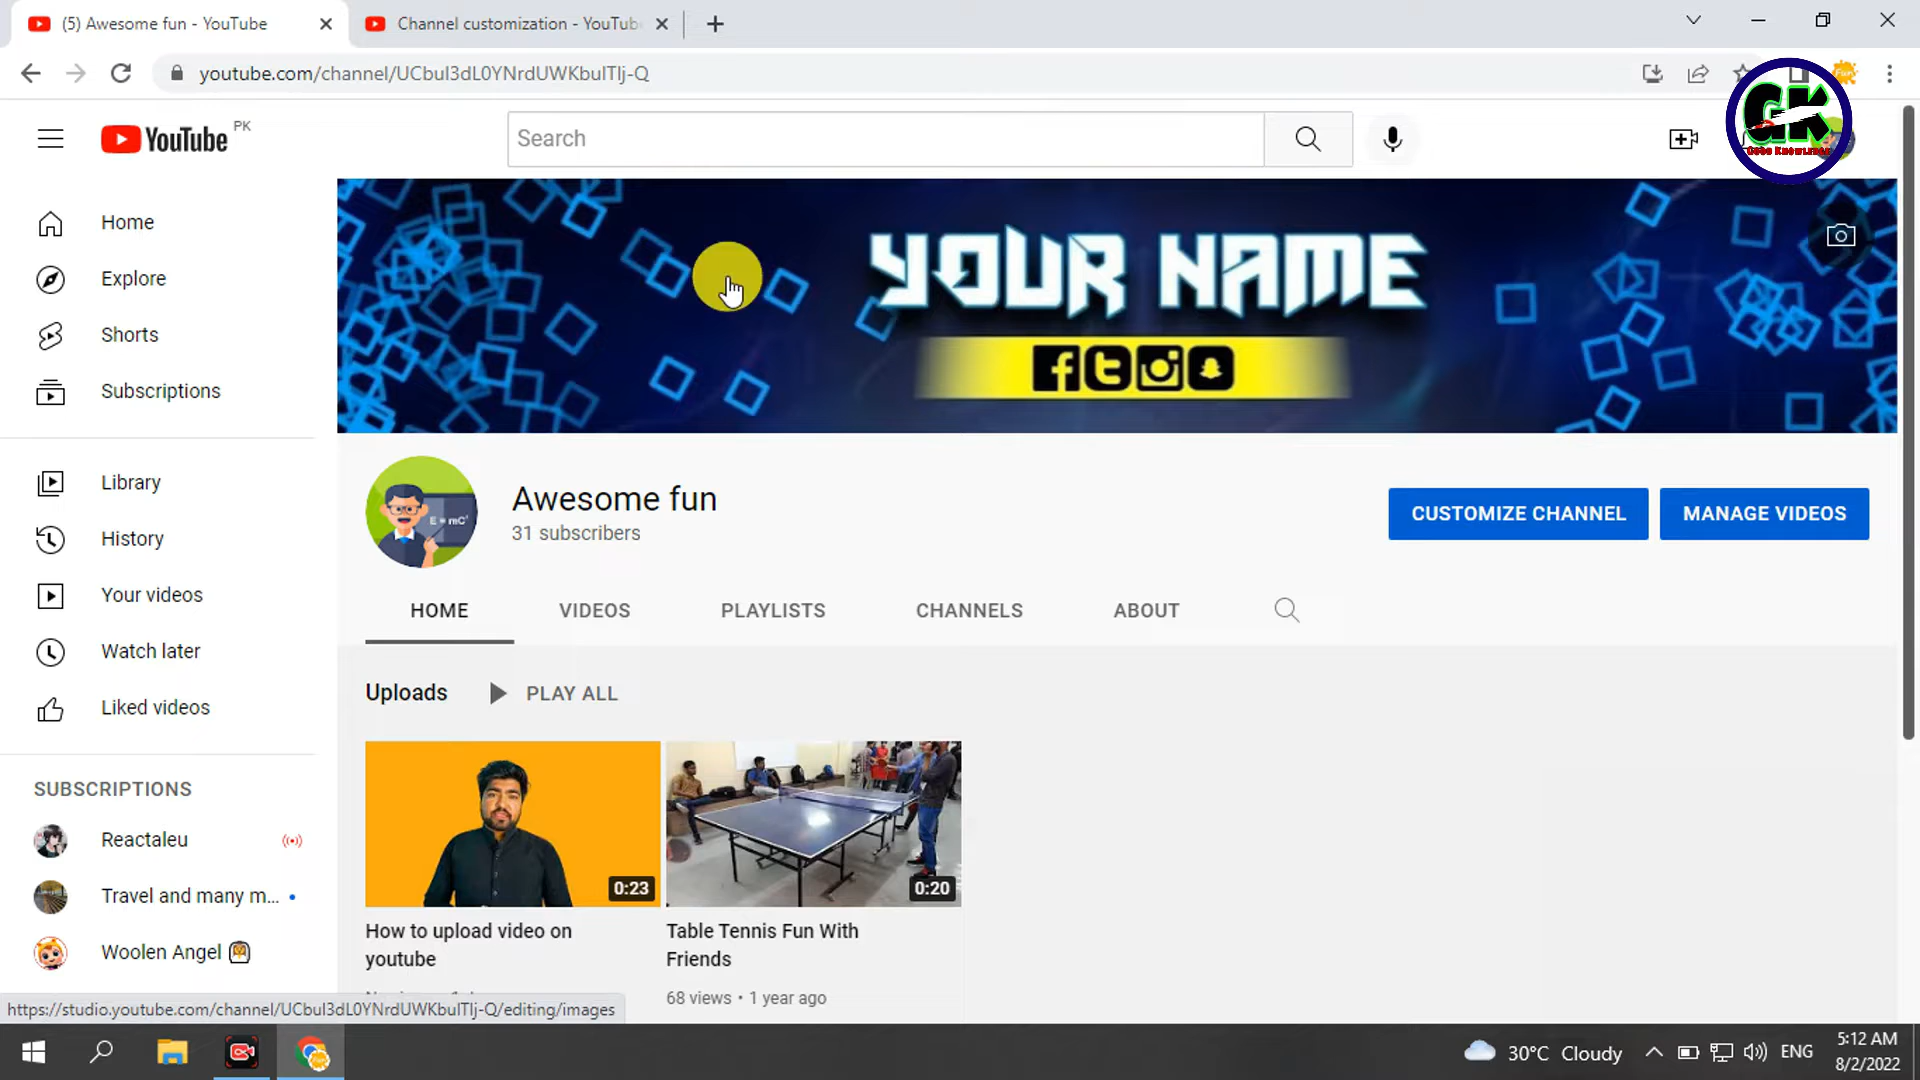 (5) Awesome fun - YouTube
Channel customization - YouTub
youtube.com/channel/UCbul3dL0YNrdUWKbulTIj-Q
YouTube PK
Search
GK
Good Knowledge
Home
Explore
Shorts
Subscriptions
Library
History
Your videos
Watch later
Liked videos
SUBSCRIPTIONS
Reactaleu
Travel and many m...
Woolen Angel
YOUR NAME
Awesome fun
31 subscribers
E = mC²
CUSTOMIZE CHANNEL
MANAGE VIDEOS
HOME VIDEOS PLAYLISTS CHANNELS ABOUT
Uploads PLAY ALL
0:23
0:20
How to upload video on
youtube
Table Tennis Fun With
Friends
68 views • 1 year ago
https://studio.youtube.com/channel/UCbul3dL0YNrdUWKbulTIj-Q/editing/images
30°C Cloudy
ENG
5:12 AM
8/2/2022